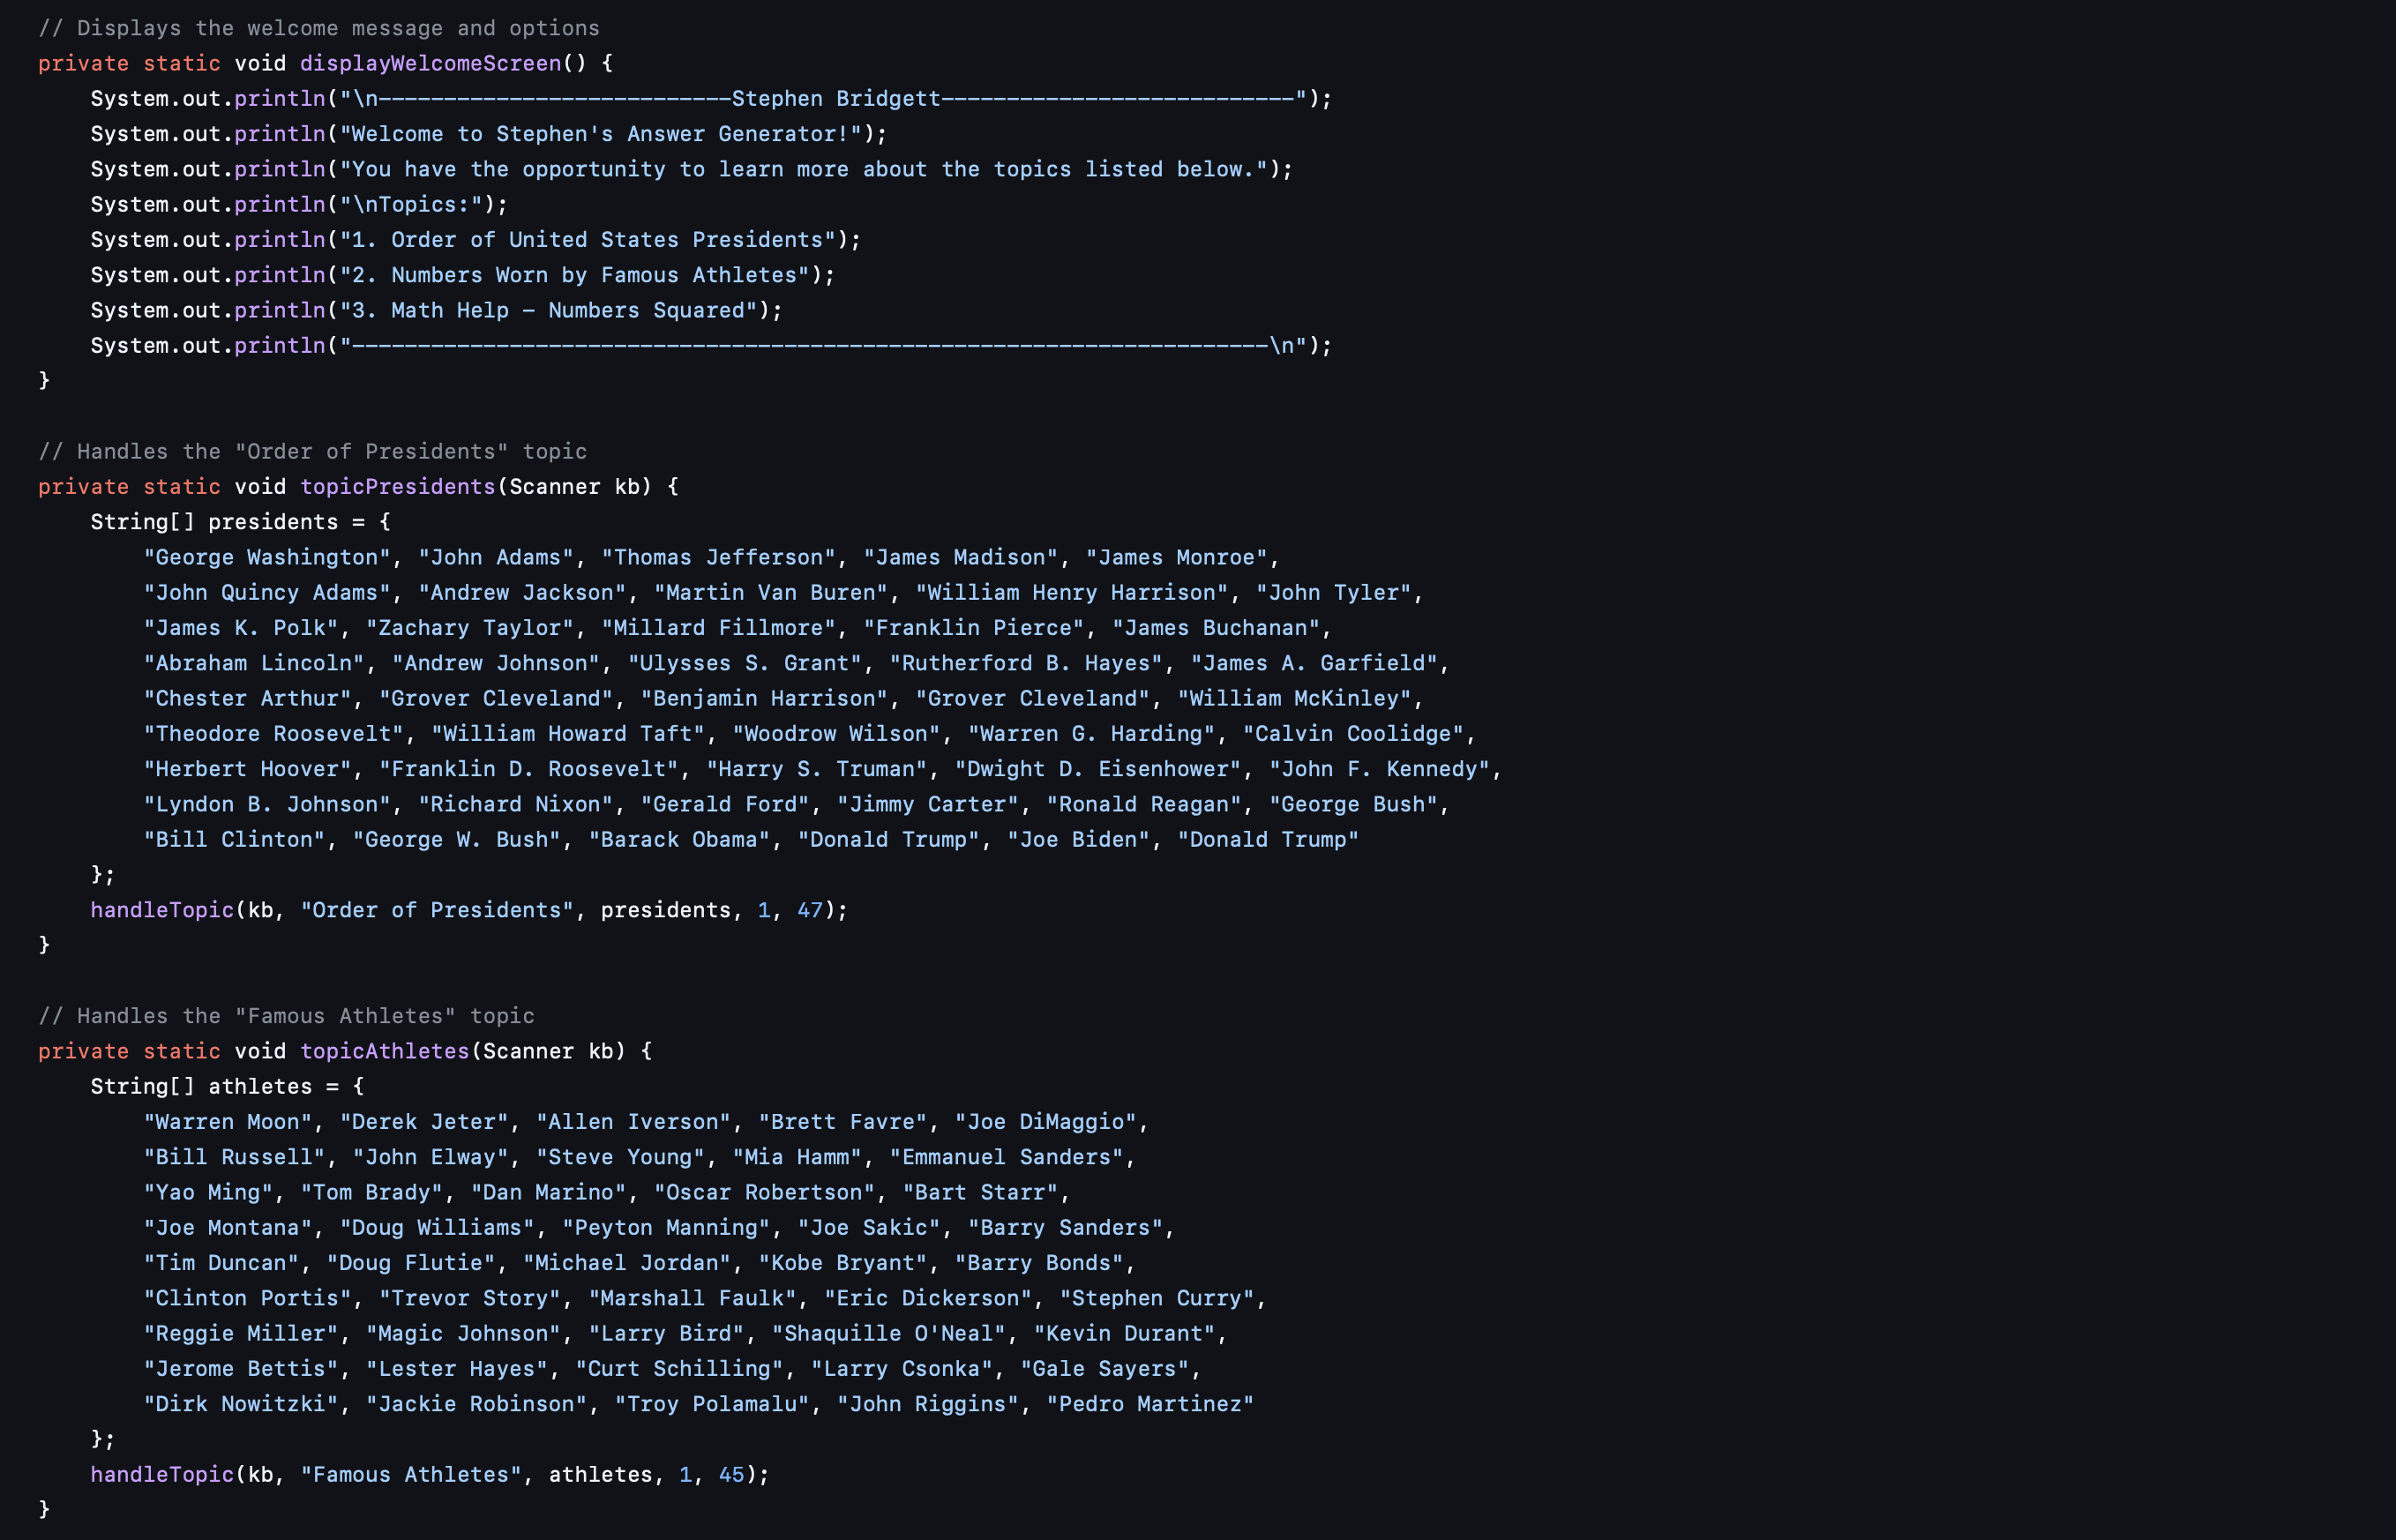 // Displays the welcome message and options
private static void displayWelcomeScreen() {
    System.out.println("\n---------------------------Stephen Bridgett---------------------------");
    System.out.println("Welcome to Stephen's Answer Generator!");
    System.out.println("You have the opportunity to learn more about the topics listed below.");
    System.out.println("\nTopics:");
    System.out.println("1. Order of United States Presidents");
    System.out.println("2. Numbers Worn by Famous Athletes");
    System.out.println("3. Math Help - Numbers Squared");
    System.out.println("----------------------------------------------------------------------\n");
}

// Handles the "Order of Presidents" topic
private static void topicPresidents(Scanner kb) {
    String[] presidents = {
        "George Washington", "John Adams", "Thomas Jefferson", "James Madison", "James Monroe",
        "John Quincy Adams", "Andrew Jackson", "Martin Van Buren", "William Henry Harrison", "John Tyler",
        "James K. Polk", "Zachary Taylor", "Millard Fillmore", "Franklin Pierce", "James Buchanan",
        "Abraham Lincoln", "Andrew Johnson", "Ulysses S. Grant", "Rutherford B. Hayes", "James A. Garfield",
        "Chester Arthur", "Grover Cleveland", "Benjamin Harrison", "Grover Cleveland", "William McKinley",
        "Theodore Roosevelt", "William Howard Taft", "Woodrow Wilson", "Warren G. Harding", "Calvin Coolidge",
        "Herbert Hoover", "Franklin D. Roosevelt", "Harry S. Truman", "Dwight D. Eisenhower", "John F. Kennedy",
        "Lyndon B. Johnson", "Richard Nixon", "Gerald Ford", "Jimmy Carter", "Ronald Reagan", "George Bush",
        "Bill Clinton", "George W. Bush", "Barack Obama", "Donald Trump", "Joe Biden", "Donald Trump"
    };
    handleTopic(kb, "Order of Presidents", presidents, 1, 47);
}

// Handles the "Famous Athletes" topic
private static void topicAthletes(Scanner kb) {
    String[] athletes = {
        "Warren Moon", "Derek Jeter", "Allen Iverson", "Brett Favre", "Joe DiMaggio",
        "Bill Russell", "John Elway", "Steve Young", "Mia Hamm", "Emmanuel Sanders",
        "Yao Ming", "Tom Brady", "Dan Marino", "Oscar Robertson", "Bart Starr",
        "Joe Montana", "Doug Williams", "Peyton Manning", "Joe Sakic", "Barry Sanders",
        "Tim Duncan", "Doug Flutie", "Michael Jordan", "Kobe Bryant", "Barry Bonds",
        "Clinton Portis", "Trevor Story", "Marshall Faulk", "Eric Dickerson", "Stephen Curry",
        "Reggie Miller", "Magic Johnson", "Larry Bird", "Shaquille O'Neal", "Kevin Durant",
        "Jerome Bettis", "Lester Hayes", "Curt Schilling", "Larry Csonka", "Gale Sayers",
        "Dirk Nowitzki", "Jackie Robinson", "Troy Polamalu", "John Riggins", "Pedro Martinez"
    };
    handleTopic(kb, "Famous Athletes", athletes, 1, 45);
}